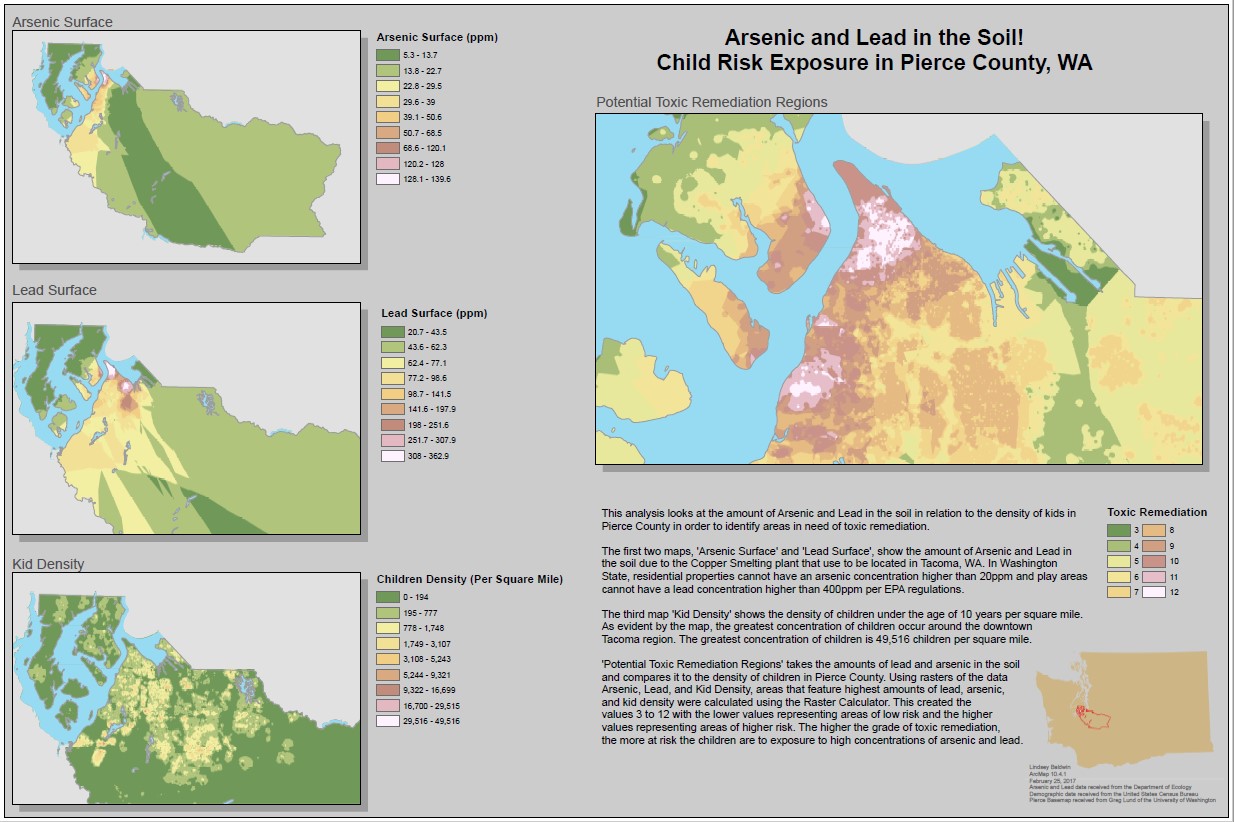 Arsenic Surface
Arsenic Surface (ppm)
5.3 - 13.7
13.8 - 22.7
22.8 - 29.5
29.6 - 39
39.1 - 50.6
50.7 - 68.5
68.6 - 120.1
120.2 - 128
128.1 - 139.6
Lead Surface
Lead Surface (ppm)
20.7 - 43.5
43.6 - 62.3
62.4 - 77.1
77.2 - 98.6
98.7 - 141.5
141.6 - 197.9
198 - 251.6
251.7 - 307.9
308 - 362.9
Kid Density
Children Density (Per Square Mile)
0 - 194
195 - 777
778 - 1,748
1,749 - 3,107
3,108 - 5,243
5,244 - 9,321
9,322 - 16,699
16,700 - 29,515
29,516 - 49,516
Arsenic and Lead in the Soil!
Child Risk Exposure in Pierce County, WA
Potential Toxic Remediation Regions
This analysis looks at the amount of Arsenic and Lead in the soil in relation to the density of kids in
Pierce County in order to identify areas in need of toxic remediation.
The first two maps, 'Arsenic Surface' and 'Lead Surface', show the amount of Arsenic and Lead in
the soil due to the Copper Smelting plant that use to be located in Tacoma, WA. In Washington
State, residential properties cannot have an arsenic concentration higher than 20ppm and play areas
cannot have a lead concentration higher than 400ppm per EPA regulations.
The third map 'Kid Density' shows the density of children under the age of 10 years per square mile.
As evident by the map, the greatest concentration of children occur around the downtown
Tacoma region. The greatest concentration of children is 49,516 children per square mile.
'Potential Toxic Remediation Regions' takes the amounts of lead and arsenic in the soil
and compares it to the density of children in Pierce County. Using rasters of the data
Arsenic, Lead, and Kid Density, areas that feature highest amounts of lead, arsenic,
and kid density were calculated using the Raster Calculator. This created the
values 3 to 12 with the lower values representing areas of low risk and the higher
values representing areas of higher risk. The higher the grade of toxic remediation,
the more at risk the children are to exposure to high concentrations of arsenic and lead.
Toxic Remediation
3 8
4 9
5 10
6 11
7 12
Lindsey Baldwin
ArcMap 10.4.1
February 25, 2017
Arsenic and Lead data received from the Department of Ecology
Demographic data received from the United States Census Bureau
Pierce Basemap received from Greg Lund of the University of Washington